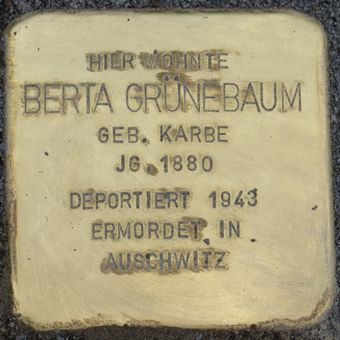 HIER WOHNTE
BERTA GRÜNEBAUM
GEB. KARBE
JG. 1880
DEPORTIERT 1943
ERMORDET IN
AUSCHWITZ